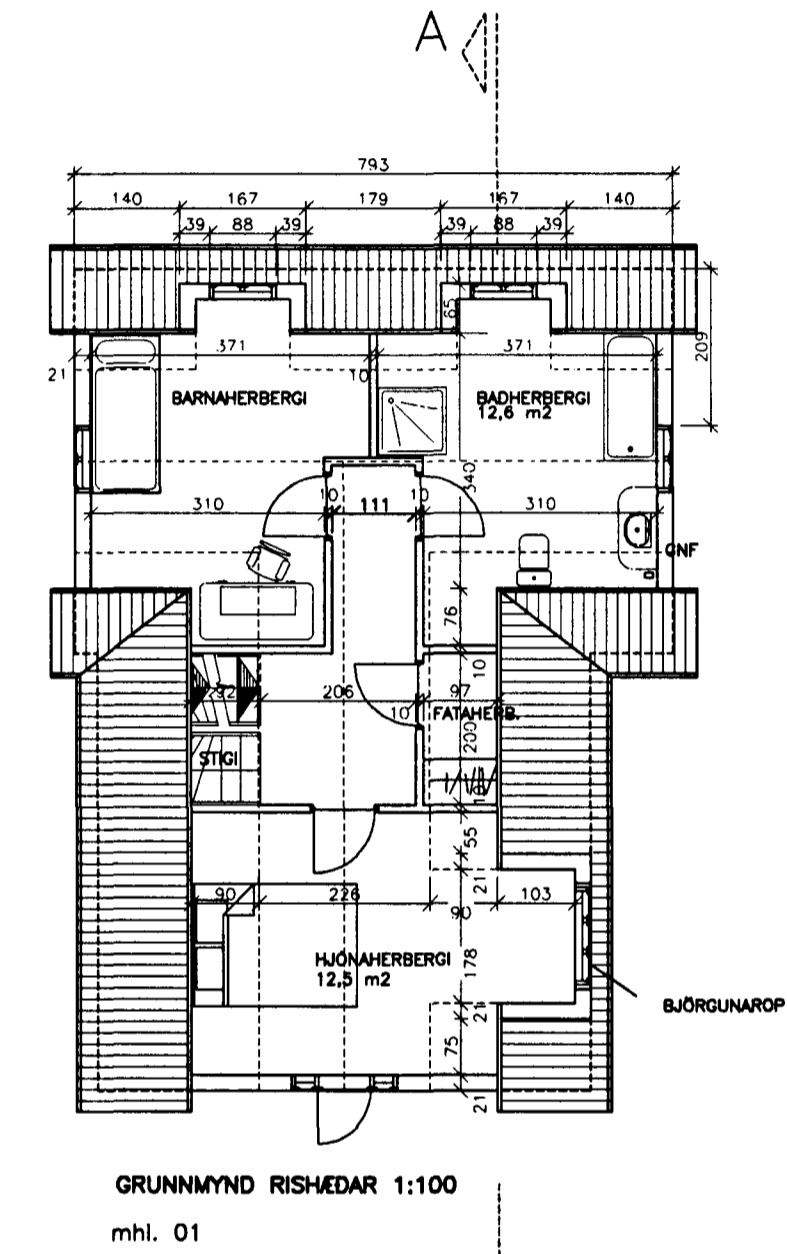 A
793
140 167 179 167 140
39 88 39 39 88 39
65
209
371 371
21 10
BARNAHERBERGI BADHERBERGI
12,6 m2
340
10 10
310 111 310
GNF
76
10
92 206 97
10 FATAHERB.
200
STIGI
10
55
21
90 226 103
90
HJÓNAHERBERGI
12,5 m2
178
BJÖRGUNAROP
21
75
21
GRUNNMYND RISHÆDAR 1:100
mhl. 01